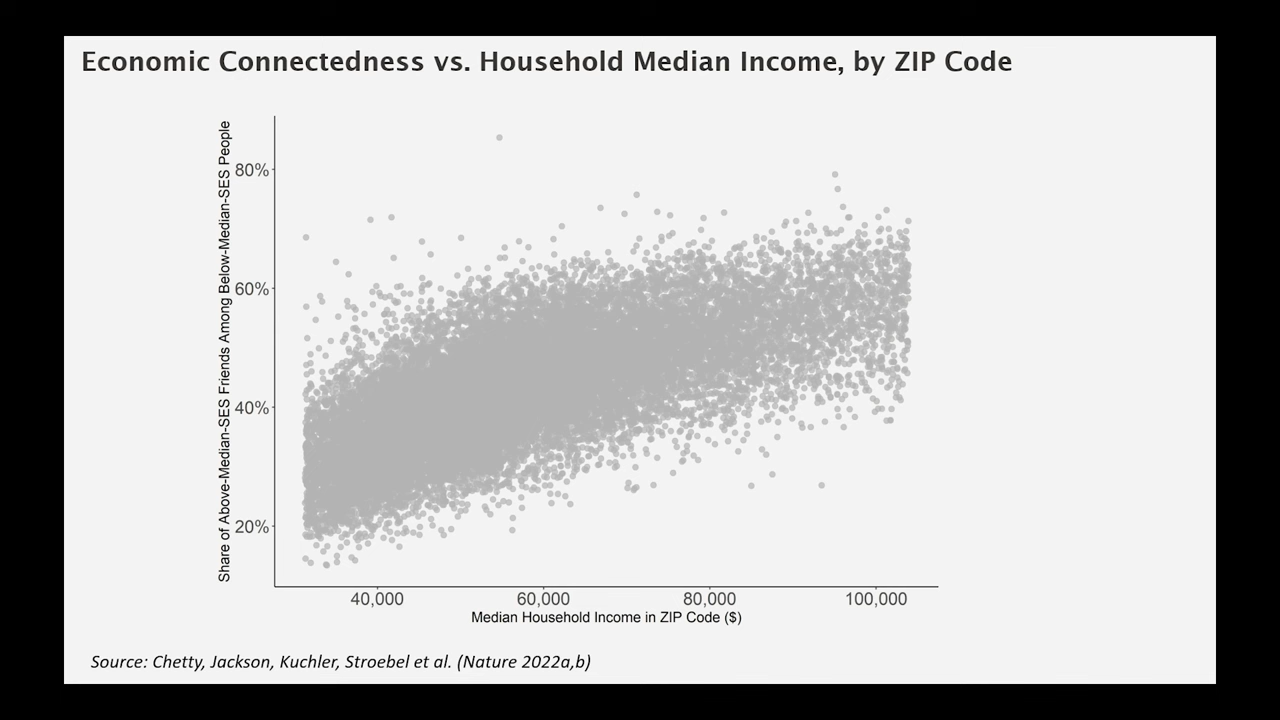 Economic Connectedness vs. Household Median Income, by ZIP Code
Share of Above-Median-SES Friends Among Below-Median-SES People
80%
60%
40%
20%
40,000
60,000
80,000
100,000
Median Household Income in ZIP Code ($)
Source: Chetty, Jackson, Kuchler, Stroebel et al. (Nature 2022a,b)